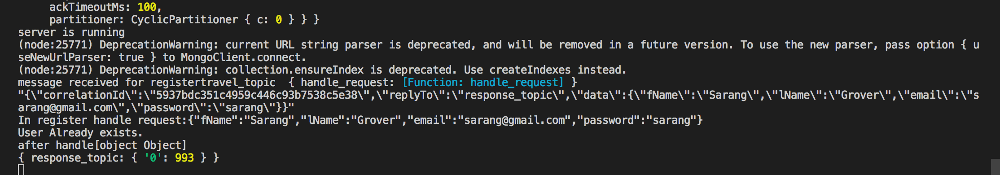 ackTimeoutMs: 100,
partitioner: CyclicPartitioner { c: 0 } } }
server is running
(node:25771) DeprecationWarning: current URL string parser is deprecated, and will be removed in a future version. To use the new parser, pass option { u
seNewUrlParser: true } to MongoClient.connect.
(node:25771) DeprecationWarning: collection.ensureIndex is deprecated. Use createIndexes instead.
message received for registertravel_topic  { handle_request: [Function: handle_request] }
"{\"correlationId\":\"5937bdc351c4959c446c93b7538c5e38\",\"replyTo\":\"response_topic\",\"data\":{\"fName\":\"Sarang\",\"lName\":\"Grover\",\"email\":\"s
arang@gmail.com\",\"password\":\"sarang\"}}"
In register handle request:{"fName":"Sarang","lName":"Grover","email":"sarang@gmail.com","password":"sarang"}
User Already exists.
after handle[object Object]
{ response_topic: { '0': 993 } }